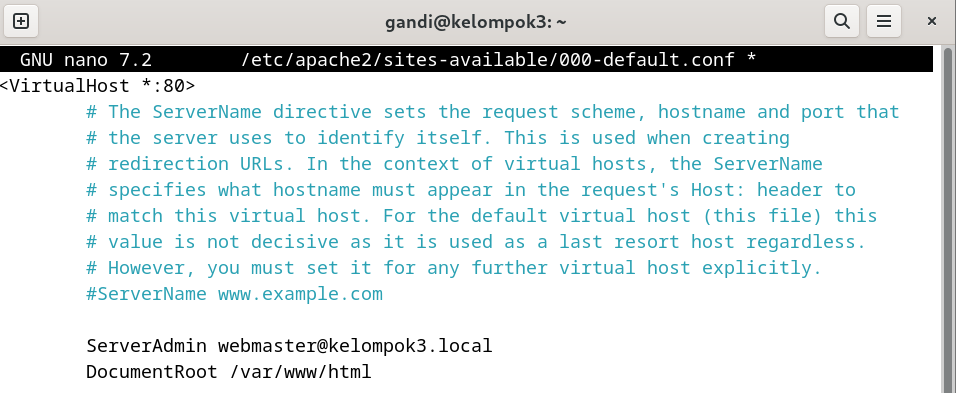 gandi@kelompok3: ~
GNU nano 7.2 /etc/apache2/sites-available/000-default.conf *
<VirtualHost *:80>
# The ServerName directive sets the request scheme, hostname and port that
# the server uses to identify itself. This is used when creating
# redirection URLs. In the context of virtual hosts, the ServerName
# specifies what hostname must appear in the request's Host: header to
# match this virtual host. For the default virtual host (this file) this
# value is not decisive as it is used as a last resort host regardless.
# However, you must set it for any further virtual host explicitly.
#ServerName www.example.com
ServerAdmin webmaster@kelompok3.local
DocumentRoot /var/www/html